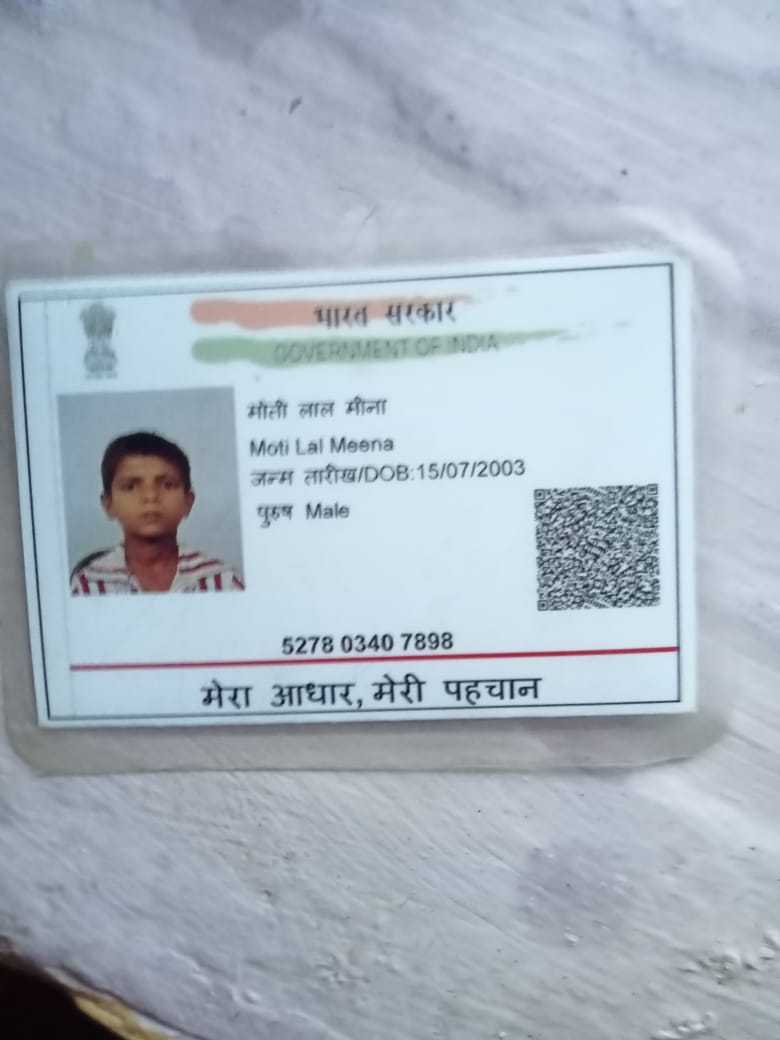 भारत सरकार
GOVERNMENT OF INDIA
मोती लाल मीना
Moti Lal Meena
जन्म तारीख/DOB:15/07/2003
पुरुष Male
5278 0340 7898
मेरा आधार, मेरी पहचान